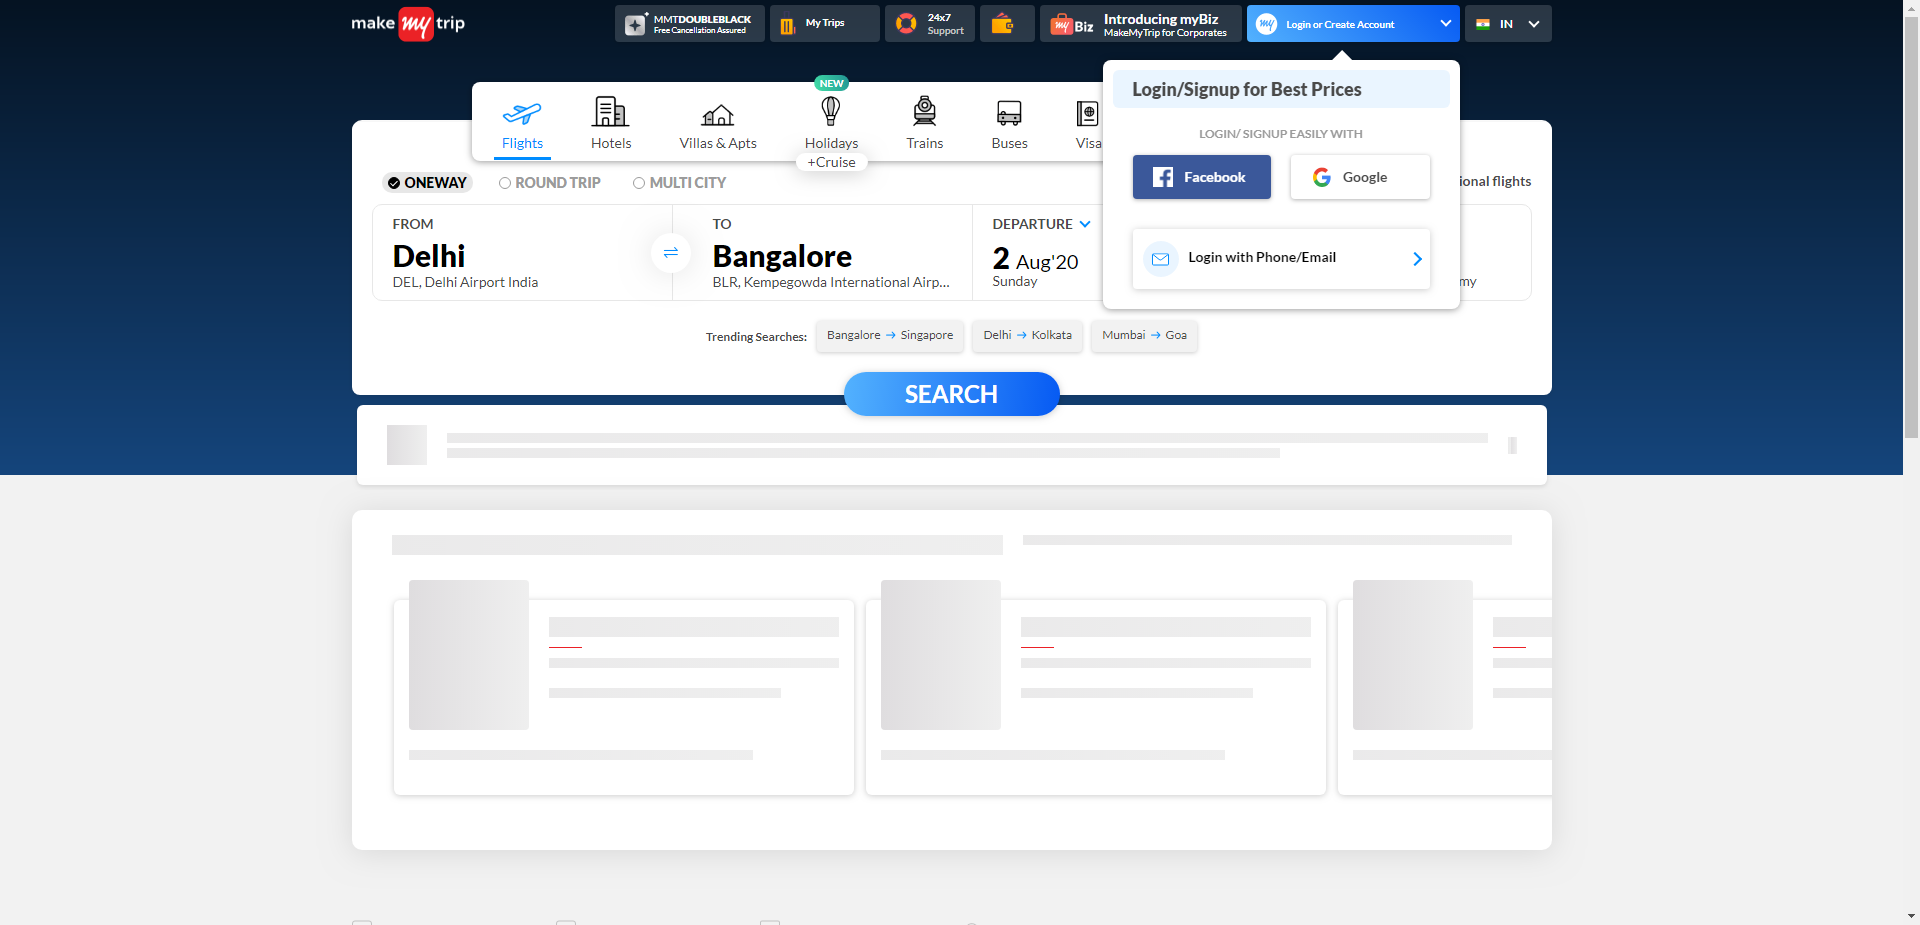 make my trip
MMTDOUBLEBLACK
Free Cancellation Assured
My Trips
24x7
Support
my Biz
Introducing myBiz
MakeMyTrip for Corporates
my
Login or Create Account
IN
Login/Signup for Best Prices
LOGIN/ SIGNUP EASILY WITH
Facebook
Google
Login with Phone/Email
NEW
Flights
Hotels
Villas & Apts
Holidays
+Cruise
Trains
Buses
Visa
ONEWAY
ROUND TRIP
MULTI CITY
ional flights
FROM
Delhi
DEL, Delhi Airport India
TO
Bangalore
BLR, Kempegowda International Airp...
DEPARTURE
2 Aug'20
Sunday
my
Trending Searches:
Bangalore → Singapore
Delhi → Kolkata
Mumbai → Goa
SEARCH